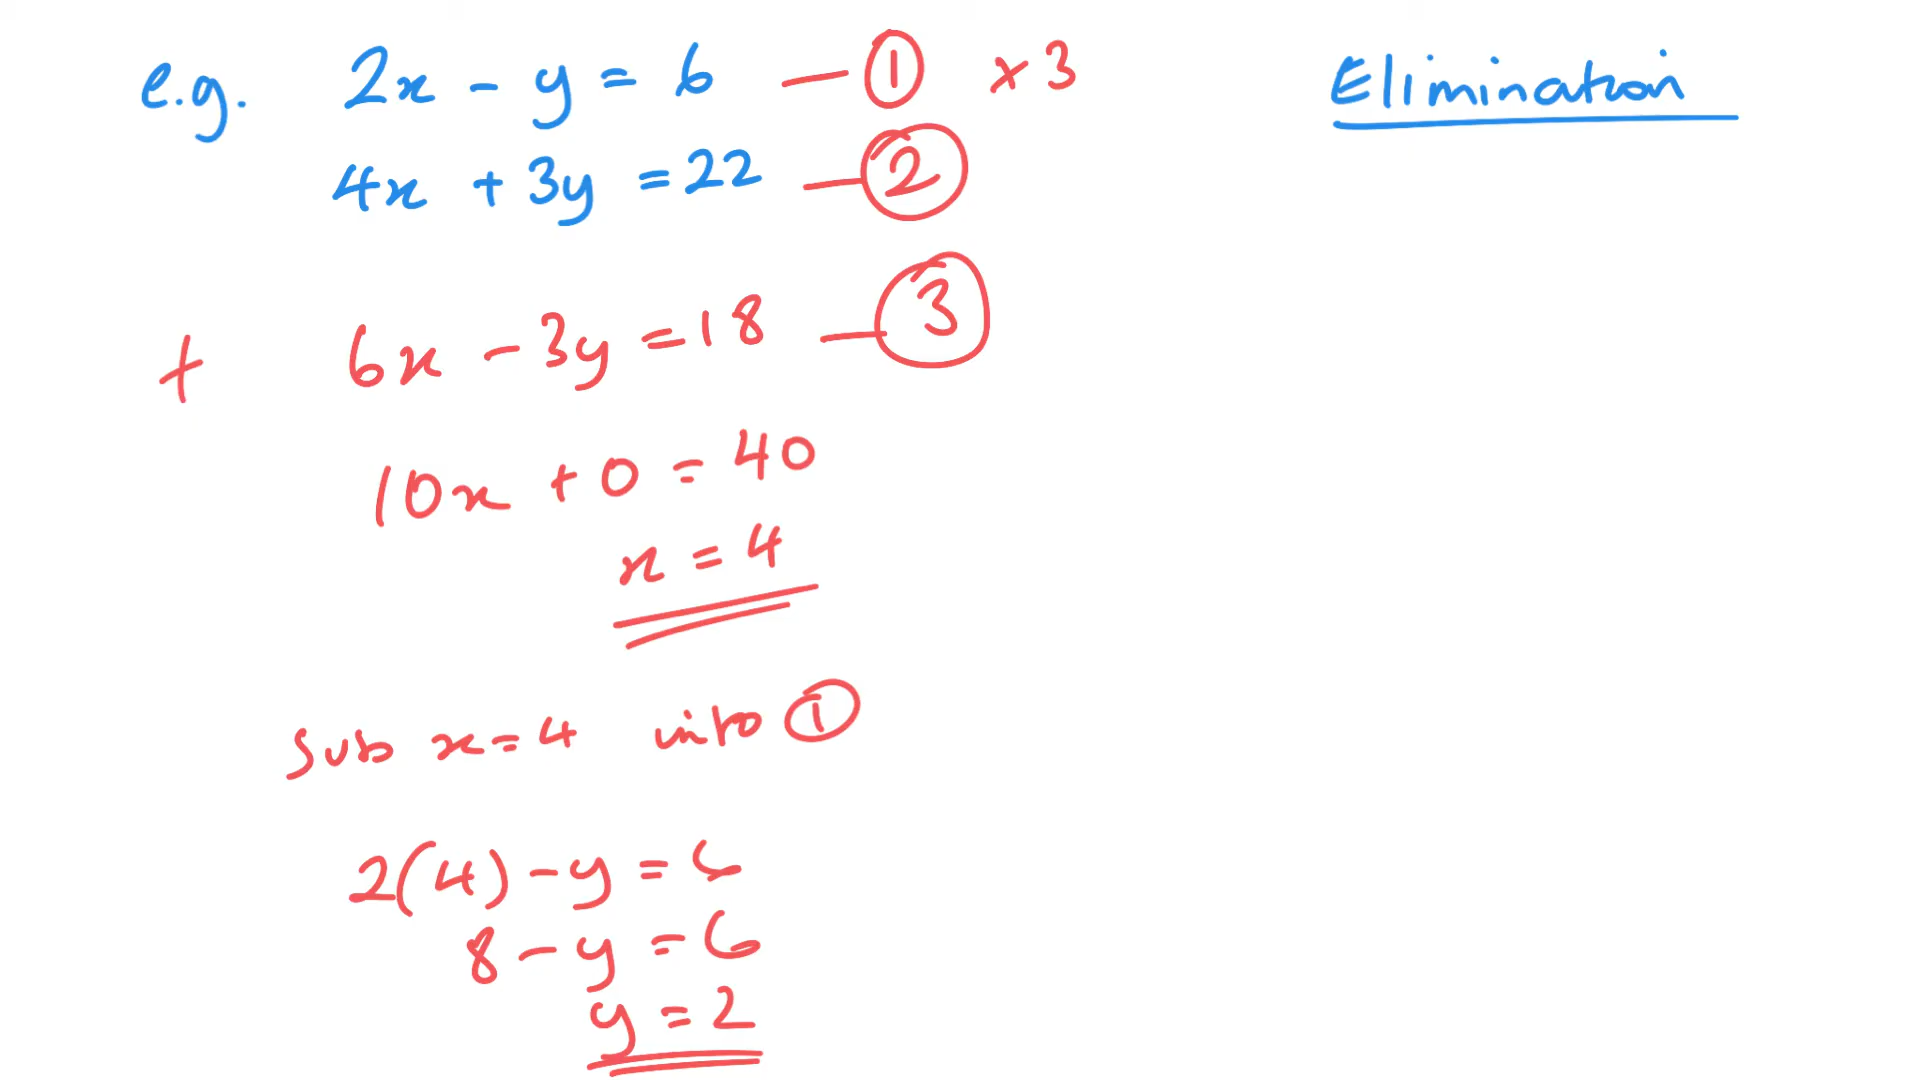 e.g. 2x - y = 6 — ① × 3
Elimination
4x + 3y = 22 — ②
+ 6x - 3y = 18 — ③
10x + 0 = 40
x = 4
Sub x = 4 into ①
2(4) - y = 6
8 - y = 6
y = 2